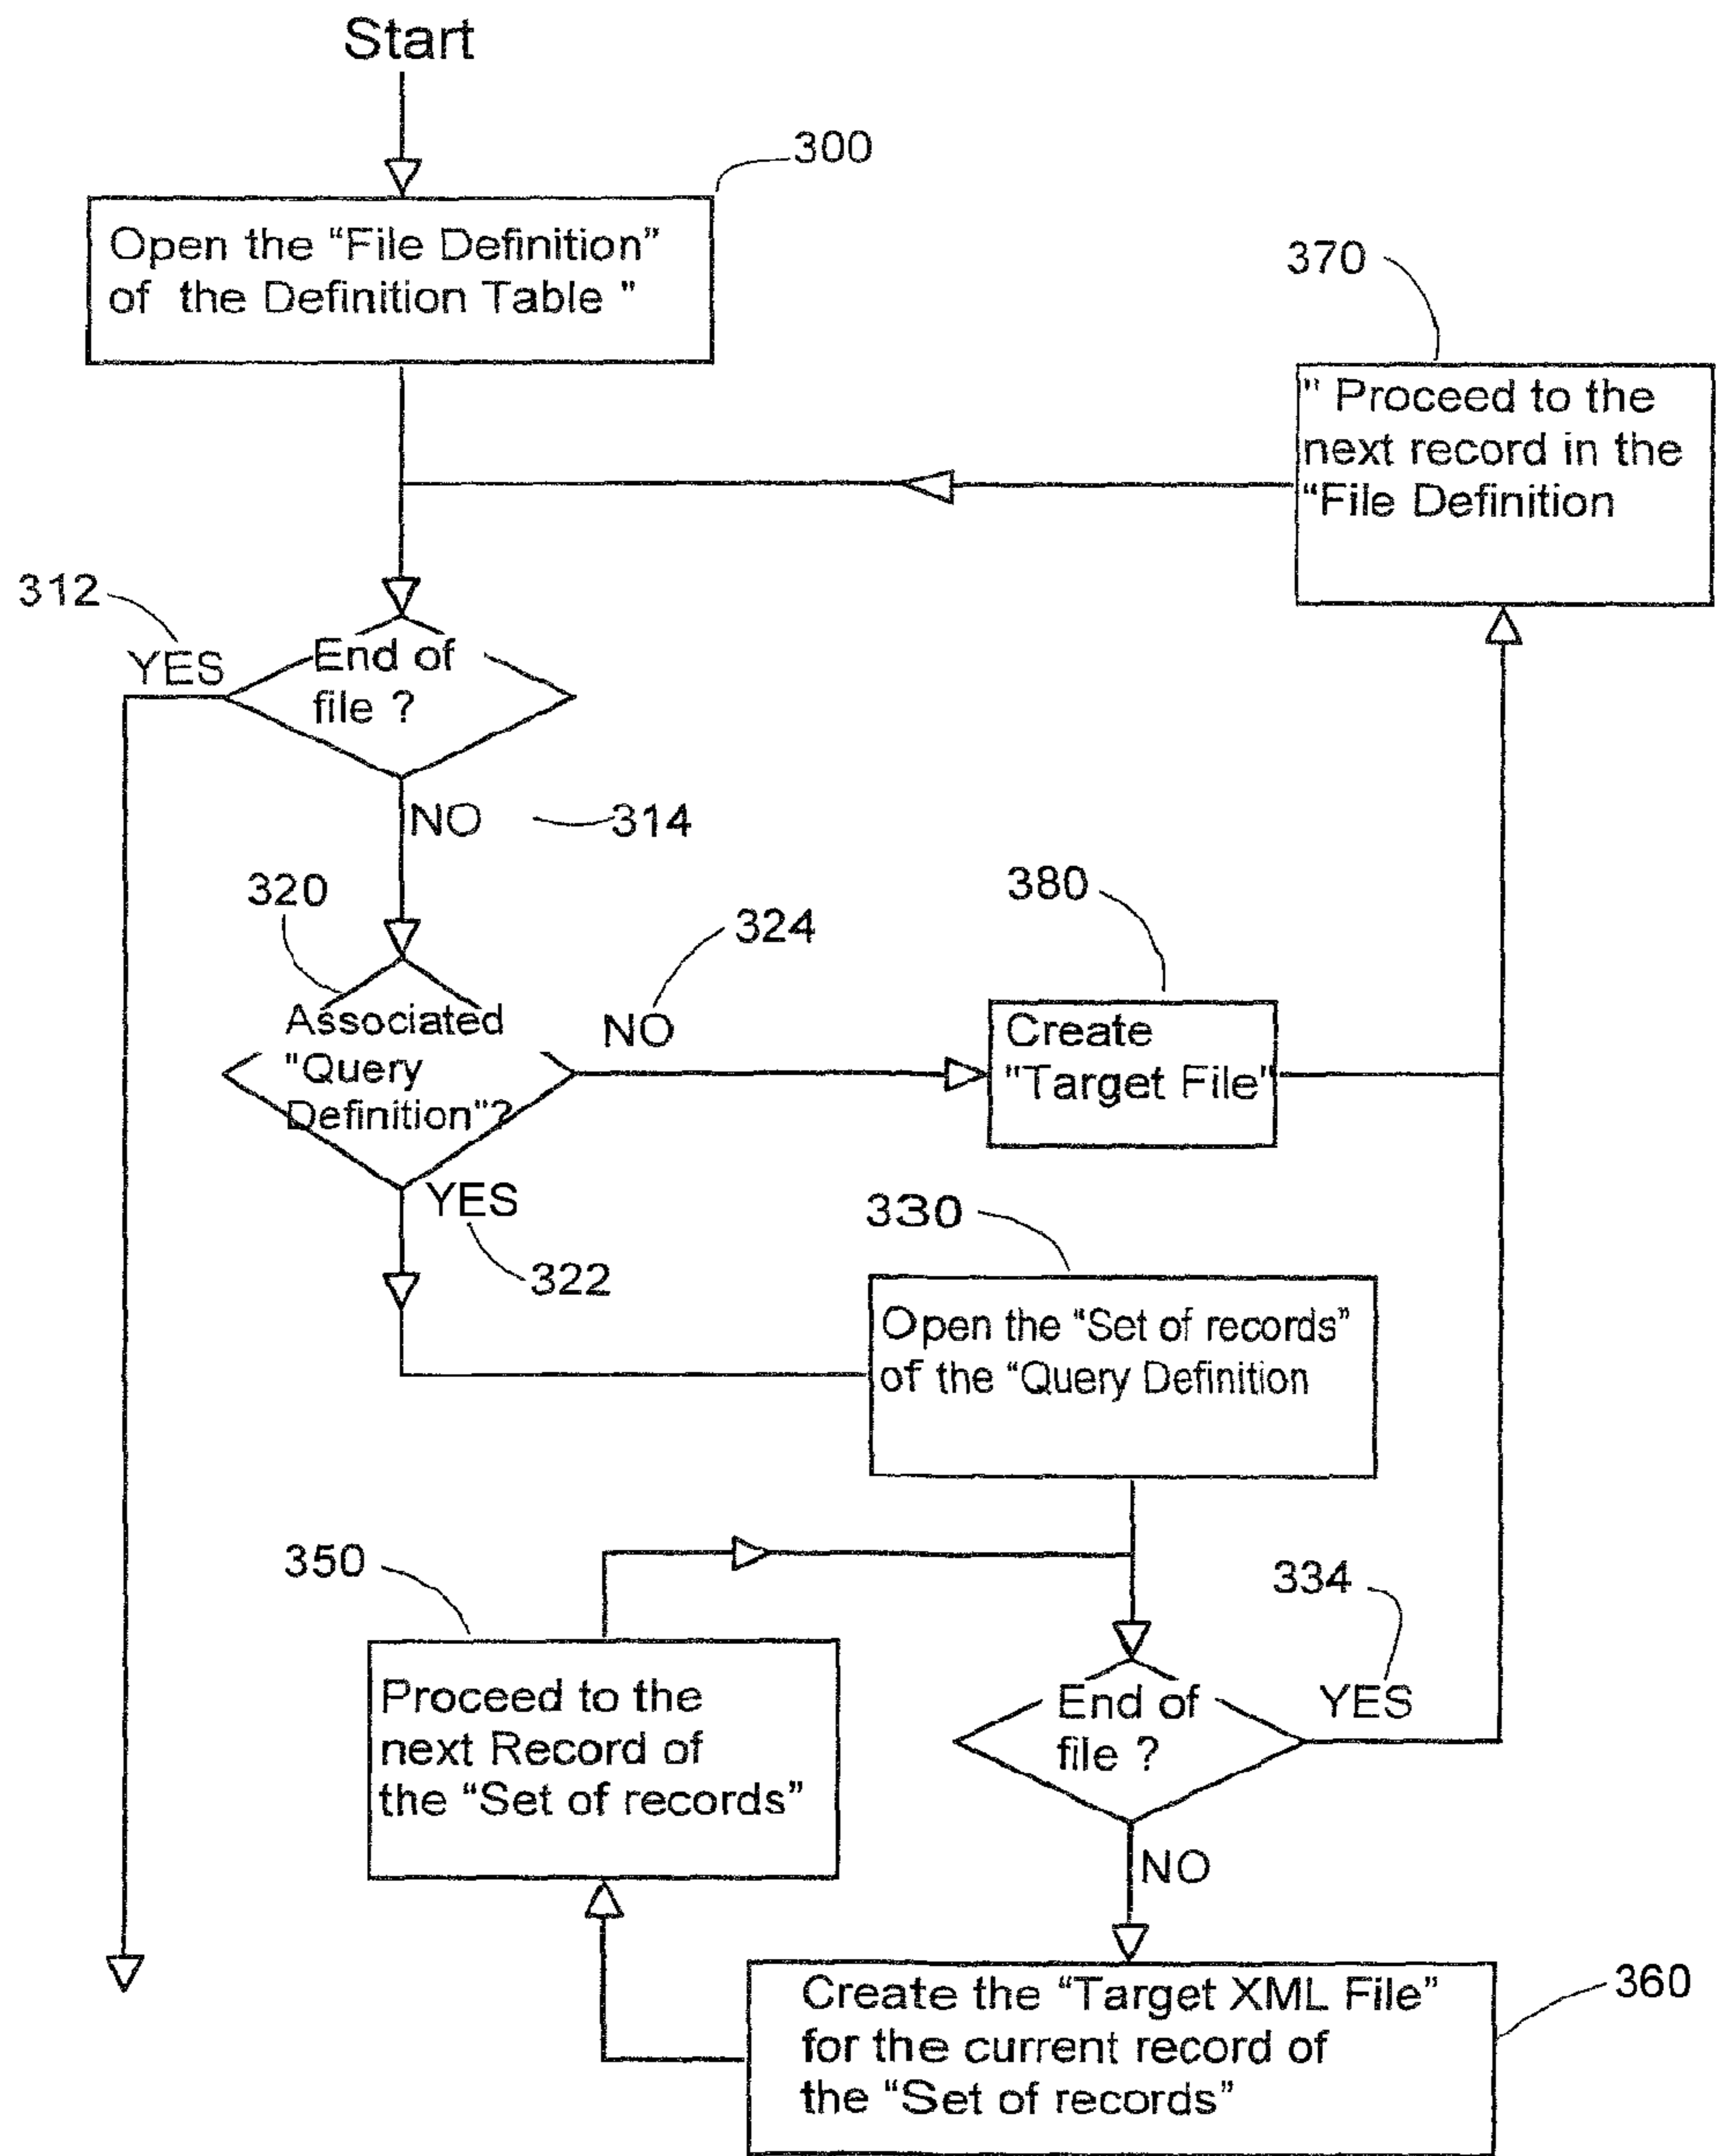 Start
300
Open the “File Definition”
of the Definition Table "
370
" Proceed to the
next record in the
“File Definition
312
YES
End of
file ?
NO
314
320
324
380
Associated
"Query
Definition"?
NO
Create
"Target File"
YES
322
330
Open the “Set of records”
of the “Query Definition
350
334
Proceed to the
next Record of
the “Set of records”
End of
file ?
YES
NO
360
Create the “Target XML File”
for the current record of
the “Set of records”